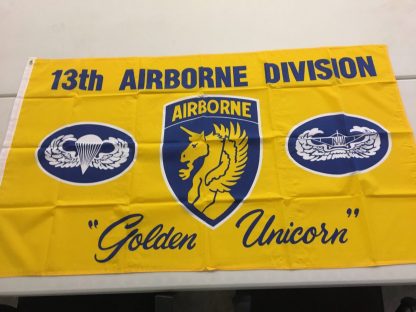 13th AIRBORNE DIVISION
AIRBORNE
"Golden Unicorn"